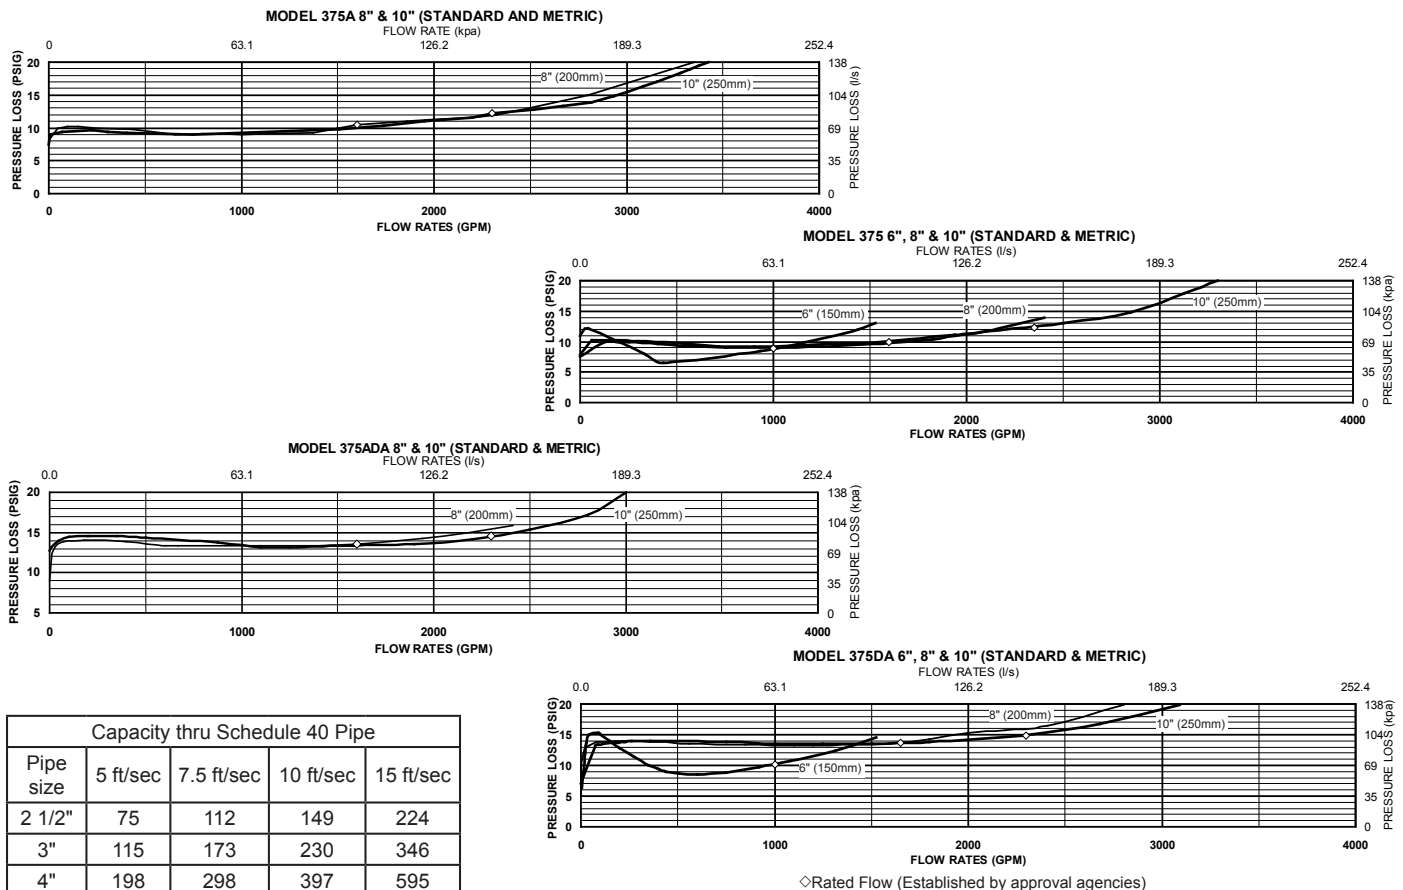 MODEL 375A 8" & 10" (STANDARD AND METRIC)
FLOW RATE (kpa)
0 63.1 126.2 189.3 252.4
PRESSURE LOSS (PSIG)
20
15
10
5
0
8" (200mm)
10" (250mm)
138
104
69
35
0
PRESSURE LOSS (l/s)
0 1000 2000 3000 4000
FLOW RATES (GPM)
MODEL 375 6", 8" & 10" (STANDARD & METRIC)
FLOW RATES (l/s)
0.0 63.1 126.2 189.3 252.4
PRESSURE LOSS (PSIG)
20
15
10
5
0
6" (150mm)
8" (200mm)
10" (250mm)
138
104
69
35
0
PRESSURE LOSS (kpa)
0 1000 2000 3000 4000
FLOW RATES (GPM)
MODEL 375ADA 8" & 10" (STANDARD & METRIC)
FLOW RATES (l/s)
0.0 63.1 126.2 189.3 252.4
PRESSURE LOSS (PSIG)
20
15
10
5
8" (200mm)
10" (250mm)
138
104
69
35
0
PRESSURE LOSS (kpa)
0 1000 2000 3000 4000
FLOW RATES (GPM)
MODEL 375DA 6", 8" & 10" (STANDARD & METRIC)
FLOW RATES (l/s)
0.0 63.1 126.2 189.3 252.4
PRESSURE LOSS (PSIG)
20
15
10
5
0
8" (200mm)
10" (250mm)
6" (150mm)
138
104
69
35
0
PRESSURE LOSS (kpa)
0 1000 2000 3000 4000
FLOW RATES (GPM)
◇Rated Flow (Established by approval agencies)
Capacity thru Schedule 40 Pipe
Pipe size 5 ft/sec 7.5 ft/sec 10 ft/sec 15 ft/sec
2 1/2" 75 112 149 224
3" 115 173 230 346
4" 198 298 397 595